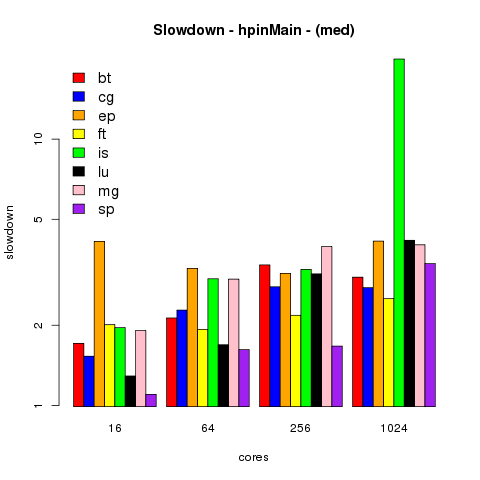 Slowdown - hpinMain - (med)
bt
cg
ep
ft
is
lu
mg
sp
slowdown
10
5
2
1
16 64 256 1024
cores